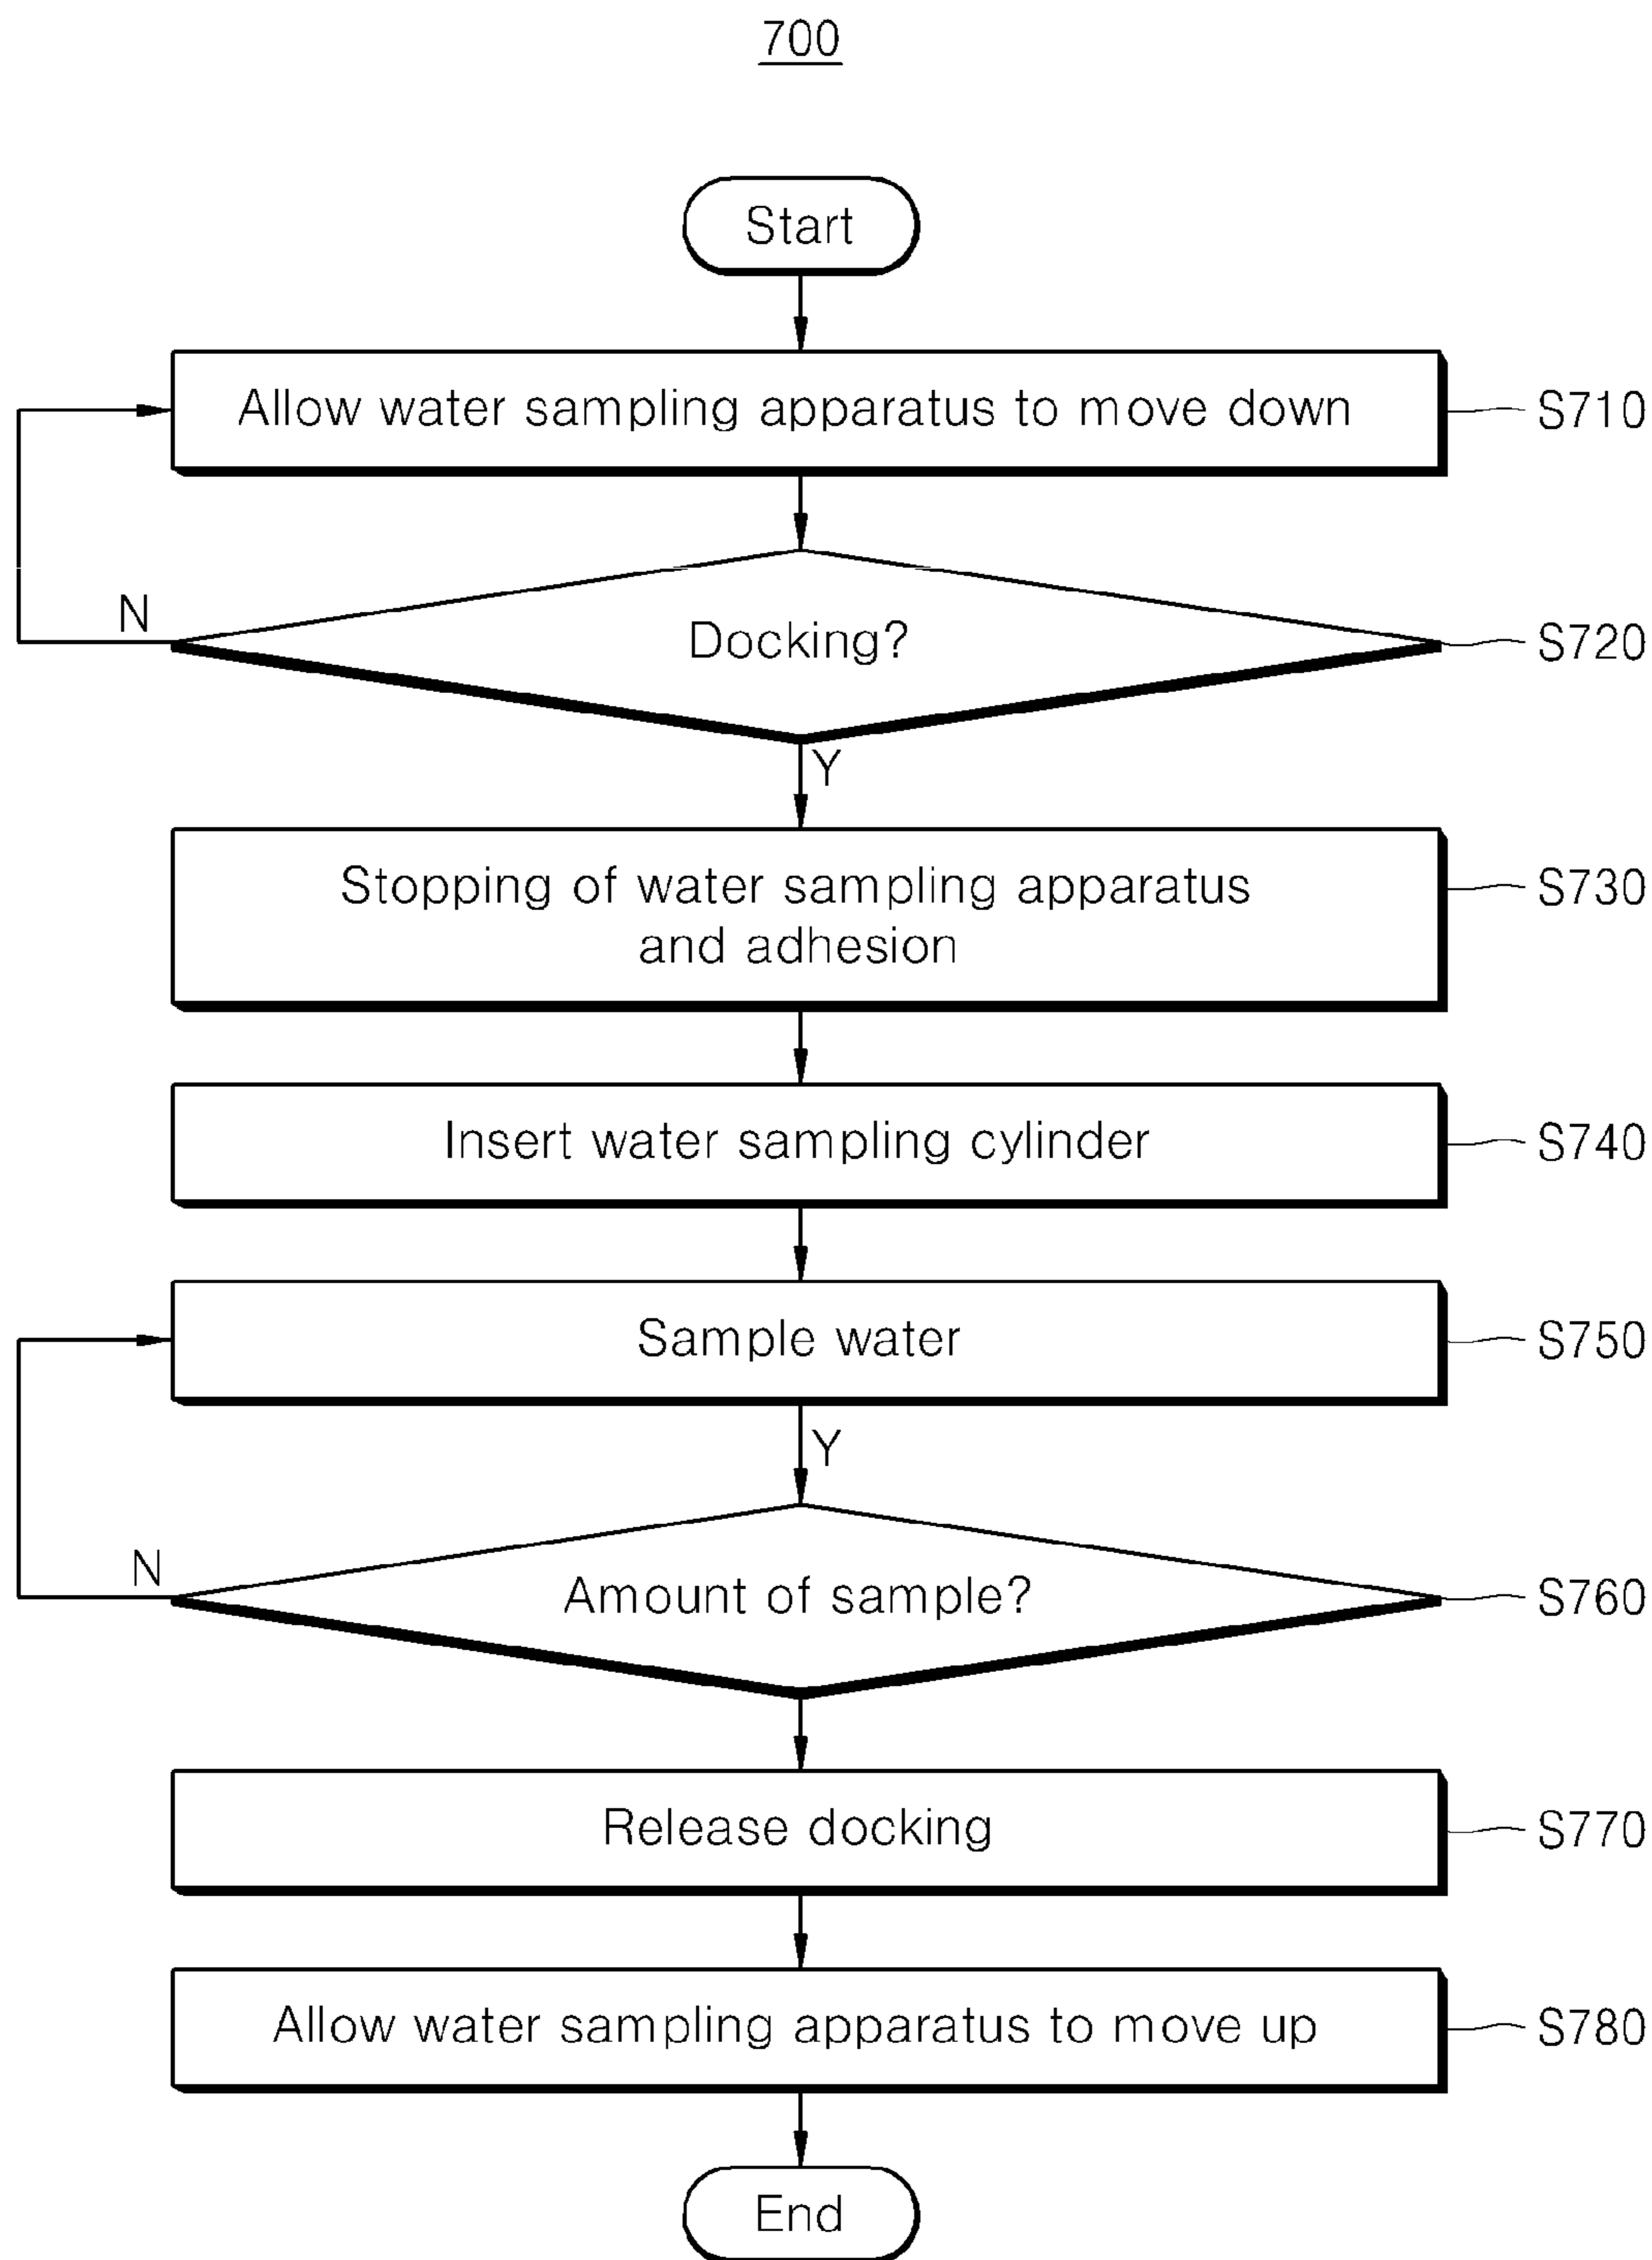 700
Start
Allow water sampling apparatus to move down
S710
N
Docking?
S720
Y
Stopping of water sampling apparatus
and adhesion
S730
Insert water sampling cylinder
S740
Sample water
S750
Y
N
Amount of sample?
S760
Release docking
S770
Allow water sampling apparatus to move up
S780
End